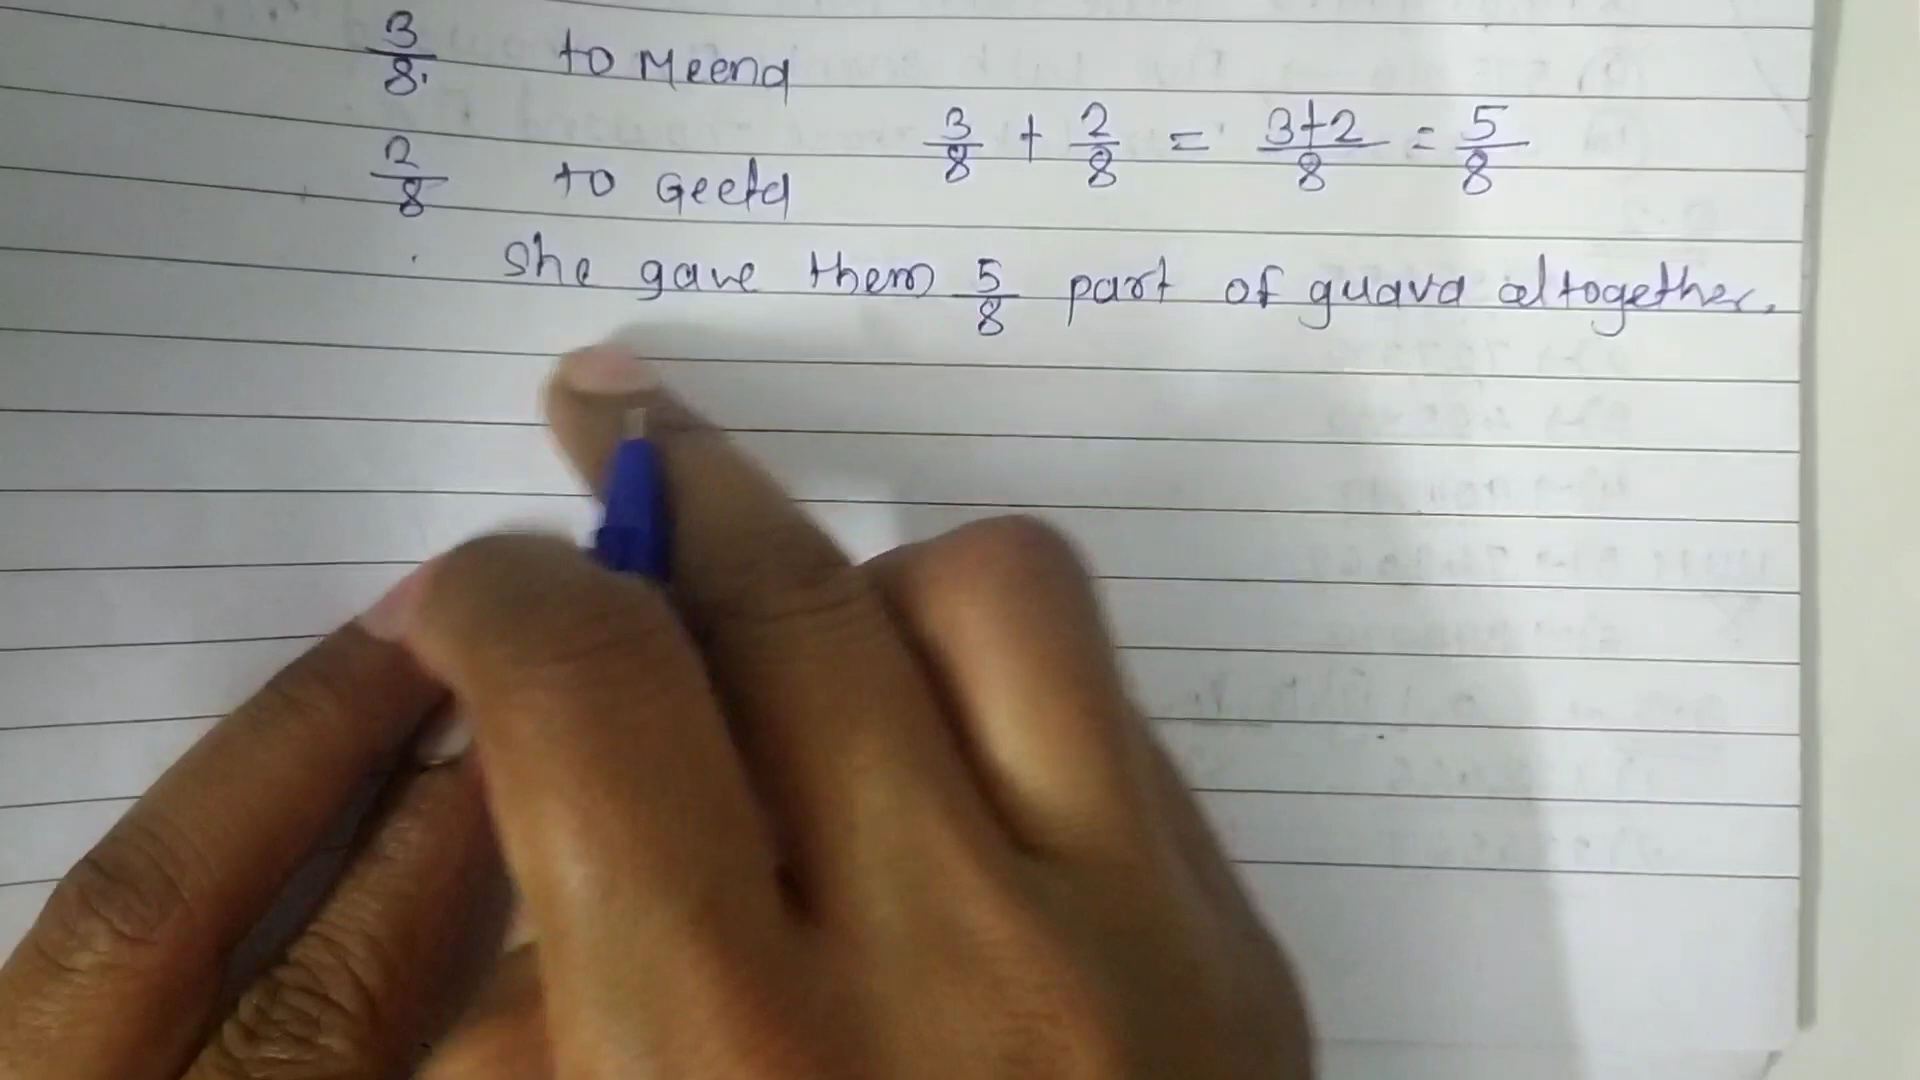 3/8 to Meena
3/8 + 2/8 = 3+2/8 = 5/8
2/8 to Geeta
She gave them 5/8 part of guava altogether.